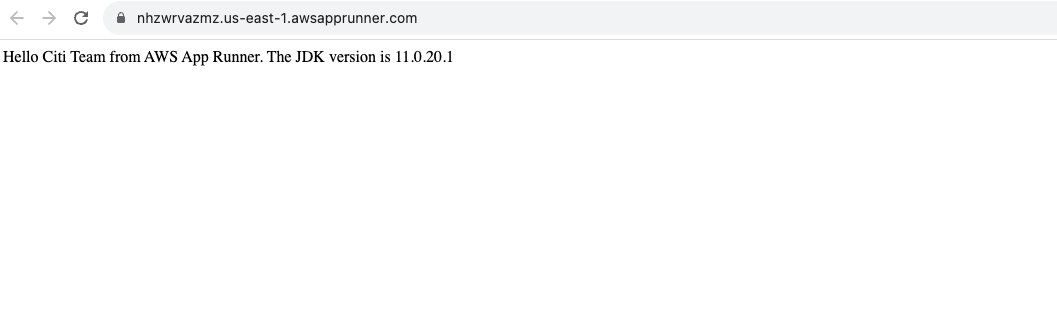 nhzwrvazmz.us-east-1.awsapprunner.com
Hello Citi Team from AWS App Runner. The JDK version is 11.0.20.1